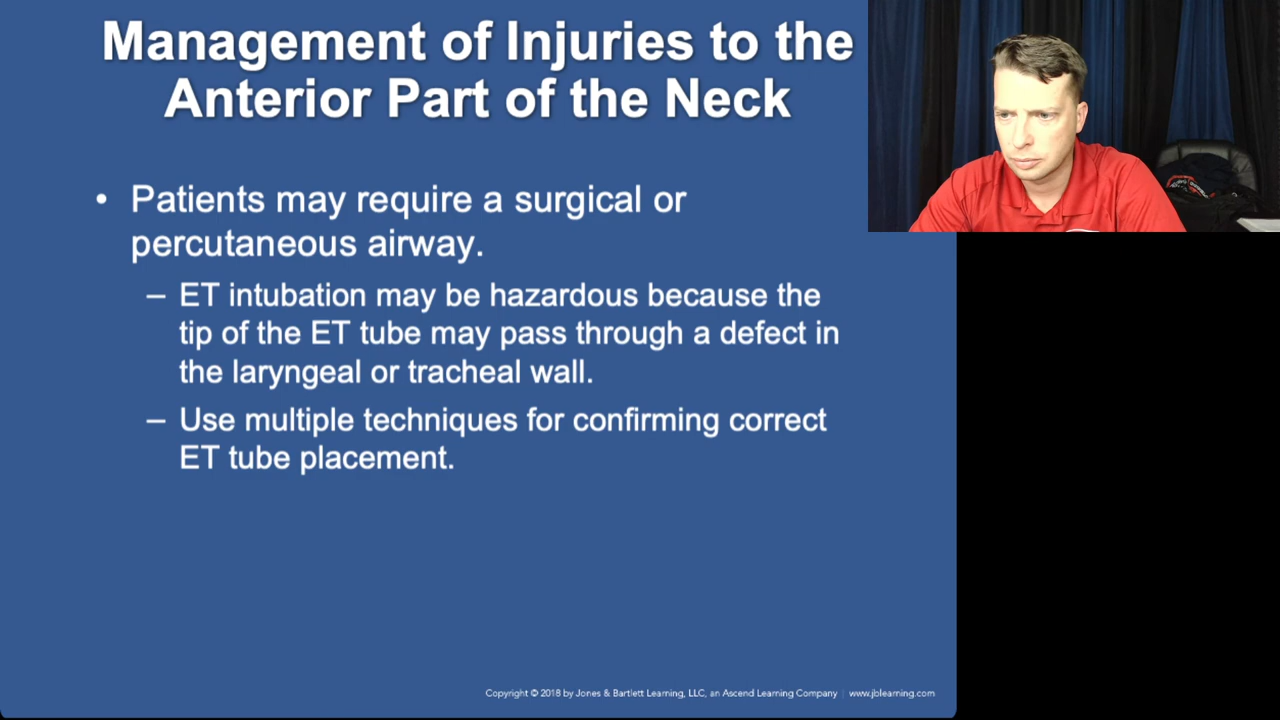 Management of Injuries to the
Anterior Part of the Neck
• Patients may require a surgical or
percutaneous airway.
– ET intubation may be hazardous because the
tip of the ET tube may pass through a defect in
the laryngeal or tracheal wall.
– Use multiple techniques for confirming correct
ET tube placement.
Copyright © 2018 by Jones & Bartlett Learning, LLC, an Ascend Learning Company | www.jblearning.com